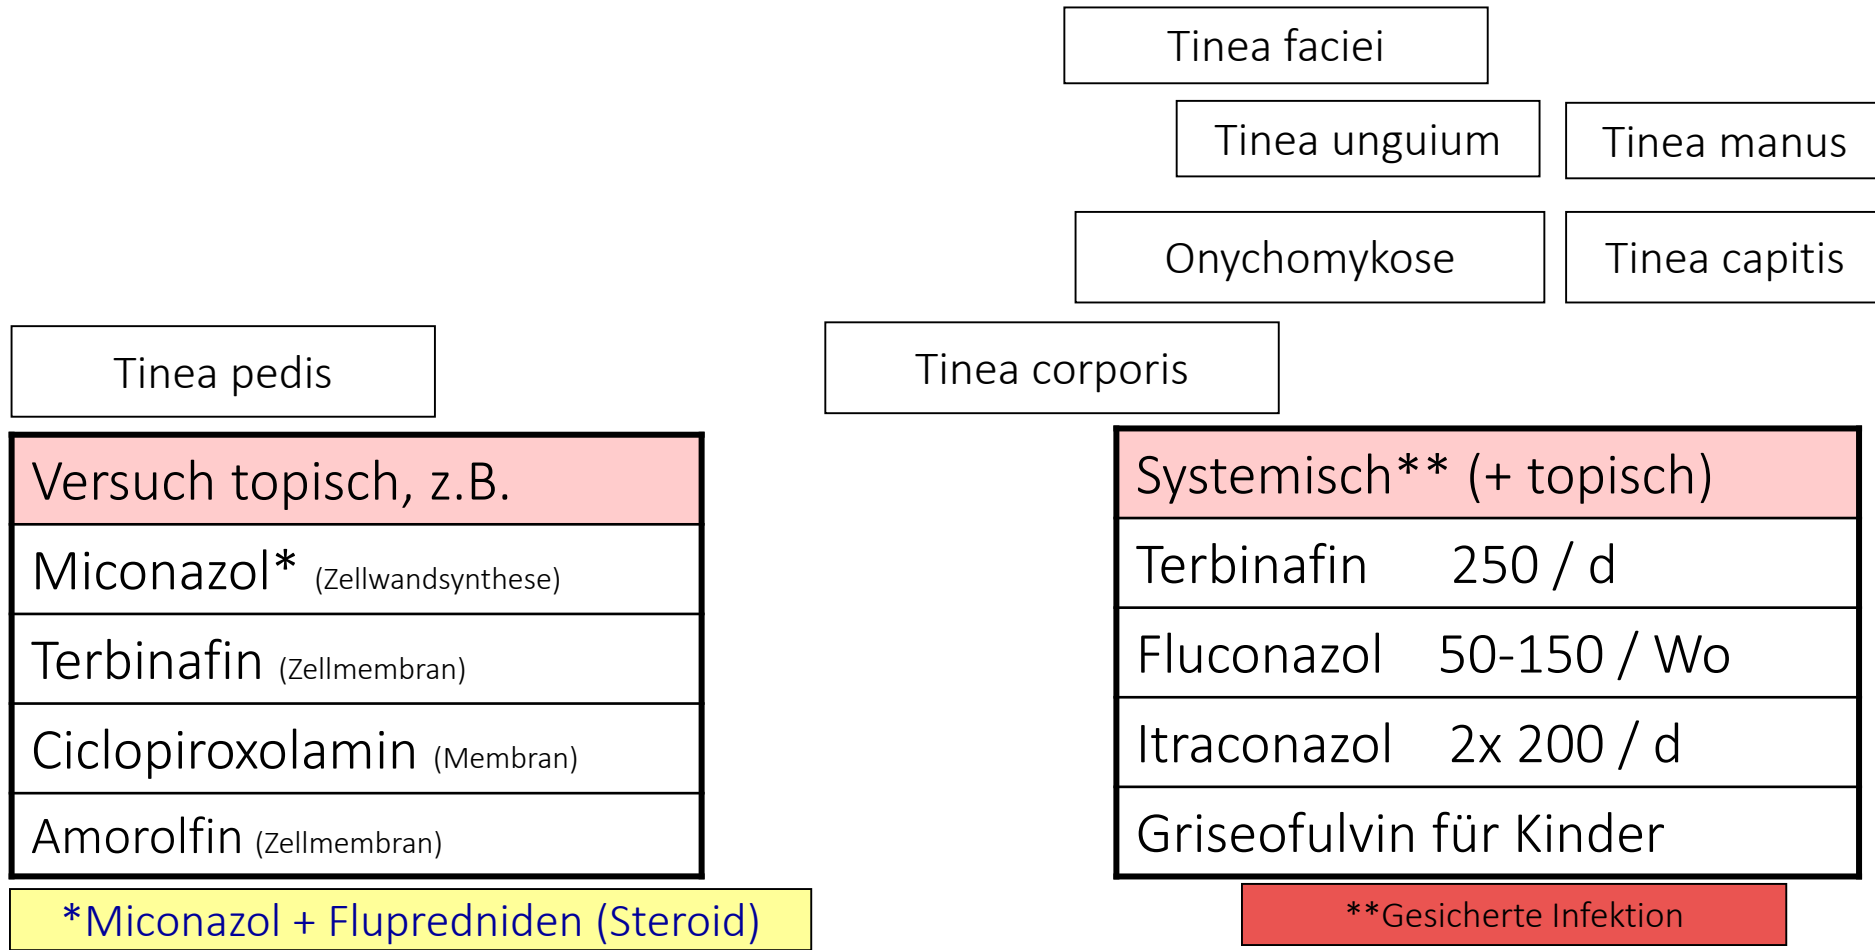 Tinea faciei
Tinea unguium
Tinea manus
Onychomykose
Tinea capitis
Tinea pedis
Tinea corporis
Versuch topisch, z.B.
Miconazol* (Zellwandsynthese)
Terbinafin (Zellmembran)
Ciclopiroxolamin (Membran)
Amorolfin (Zellmembran)
*Miconazol + Flupredniden (Steroid)
Systemisch** (+ topisch)
Terbinafin 250 / d
Fluconazol 50-150 / Wo
Itraconazol 2x 200 / d
Griseofulvin für Kinder
**Gesicherte Infektion